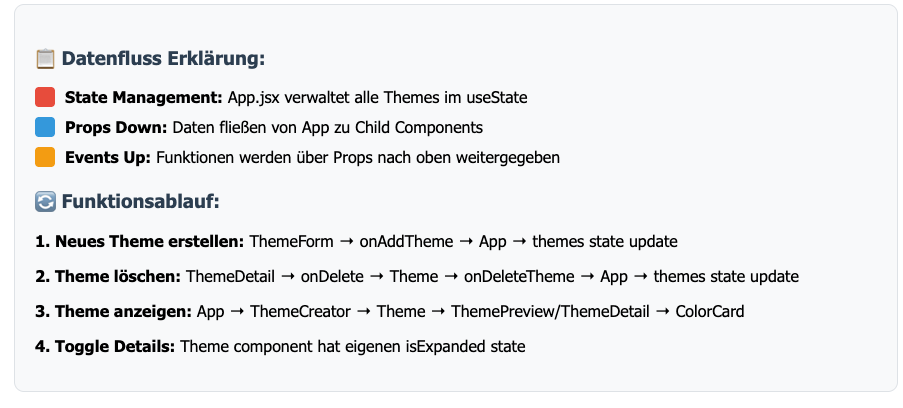 📋 Datenfluss Erklärung:
State Management: App.jsx verwaltet alle Themes im useState
Props Down: Daten fließen von App zu Child Components
Events Up: Funktionen werden über Props nach oben weitergegeben
🔄 Funktionsablauf:
1. Neues Theme erstellen: ThemeForm → onAddTheme → App → themes state update
2. Theme löschen: ThemeDetail → onDelete → Theme → onDeleteTheme → App → themes state update
3. Theme anzeigen: App → ThemeCreator → Theme → ThemePreview/ThemeDetail → ColorCard
4. Toggle Details: Theme component hat eigenen isExpanded state